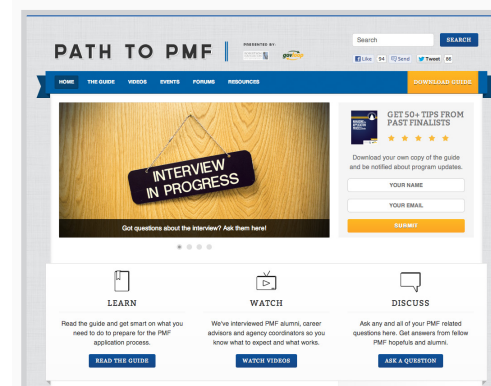 PATH TO PMF
PRESENTED BY:
govloop
Search
SEARCH
Like 94 Send Tweet 86
HOME THE GUIDE VIDEOS EVENTS FORUMS RESOURCES
DOWNLOAD GUIDE
INTERVIEW
IN PROGRESS
Got questions about the interview? Ask them here!
GET 50+ TIPS FROM
PAST FINALISTS
Download your own copy of the guide
and be notified about program updates.
YOUR NAME
YOUR EMAIL
SUBMIT
LEARN
Read the guide and get smart on what you
need to do to prepare for the PMF
application process.
READ THE GUIDE
WATCH
We've interviewed PMF alumni, career
advisors and agency coordinators so you
know what to expect and what works.
WATCH VIDEOS
DISCUSS
Ask any and all of your PMF related
questions here. Get answers from fellow
PMF hopefuls and alumni.
ASK A QUESTION